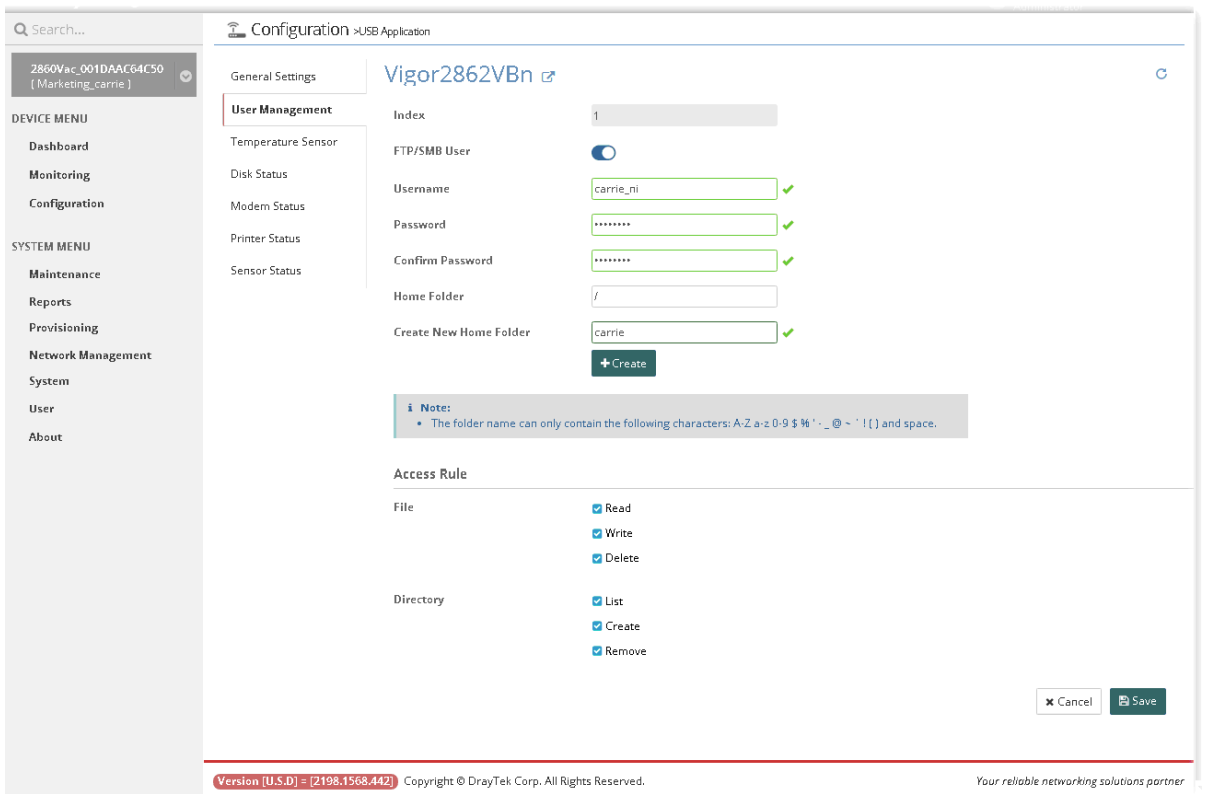 Search...
2860Vac_001DAAC64C50
[ Marketing_carrie ]
DEVICE MENU
Dashboard
Monitoring
Configuration
SYSTEM MENU
Maintenance
Reports
Provisioning
Network Management
System
User
About
Configuration >USB Application
General Settings
User Management
Temperature Sensor
Disk Status
Modem Status
Printer Status
Sensor Status
Vigor2862VBn
Index 1
FTP/SMB User
Username carrie_ni
Password ••••••••
Confirm Password ••••••••
Home Folder /
Create New Home Folder carrie
+ Create
i Note:
• The folder name can only contain the following characters: A-Z a-z 0-9 $ % ' - _ @ ~ ` ! [ ) and space.
Access Rule
File Read
Write
Delete
Directory List
Create
Remove
Cancel Save
Version [U.S.D] = [2198.1568.442] Copyright © DrayTek Corp. All Rights Reserved. Your reliable networking solutions partner